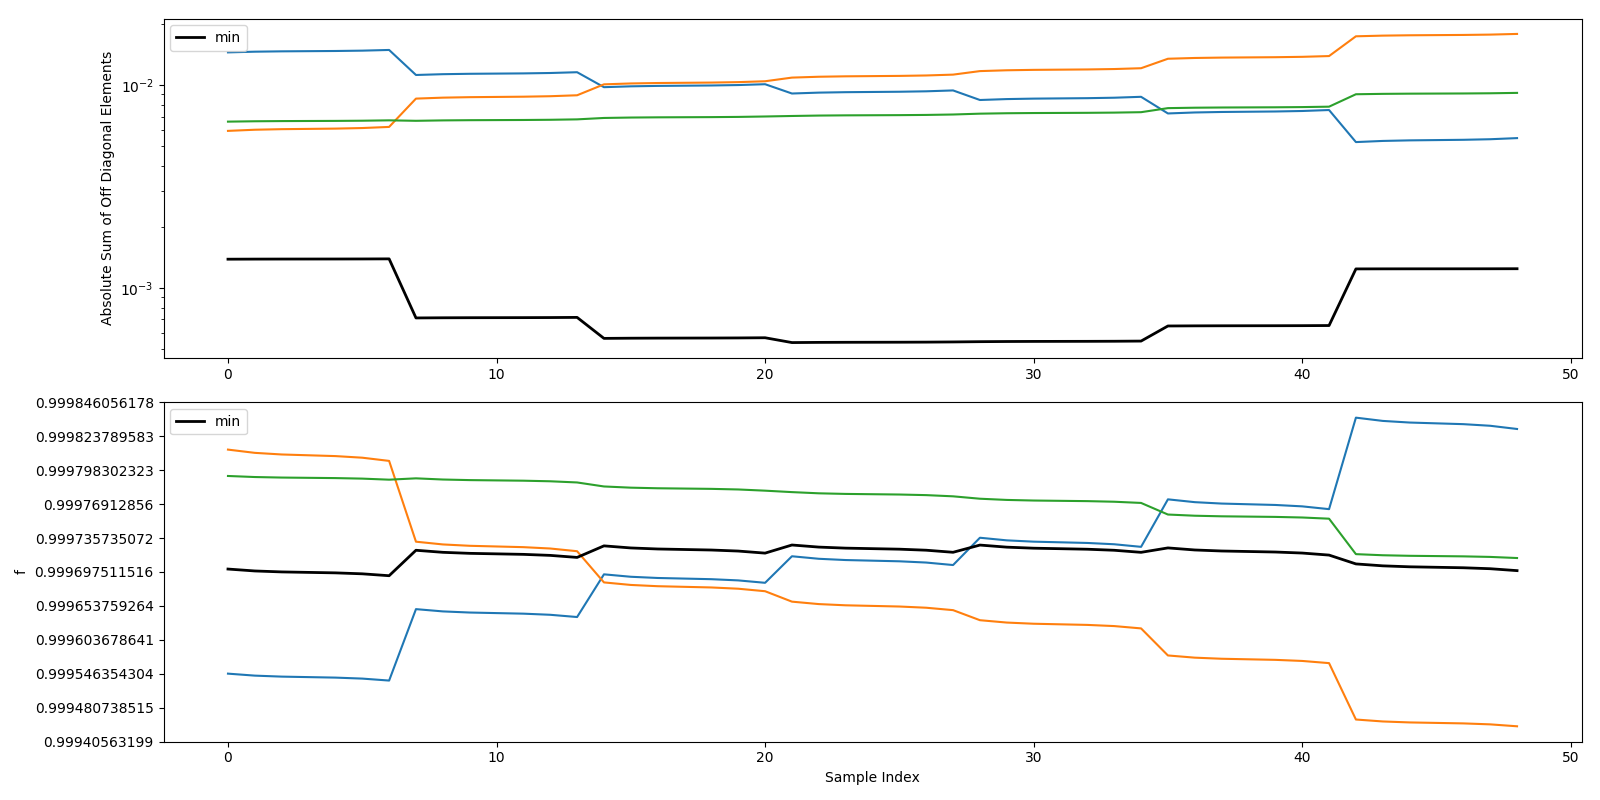 Absolute Sum of Off Diagonal Elements
min
10⁻²
10⁻³
0 10 20 30 40 50
f
min
0.999846056178
0.999823789583
0.999798302323
0.99976912856
0.999735735072
0.999697511516
0.999653759264
0.999603678641
0.999546354304
0.999480738515
0.99940563199
0 10 20 30 40 50
Sample Index